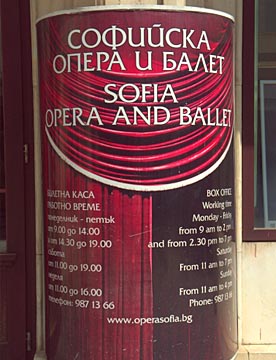 СОФИЙСКА
ОПЕРА И БАЛЕТ
SOFIA
OPERA AND BALLET
БИЛЕТНА КАСА
РАБОТНО ВРЕМЕ
понеделник - петък
от 9.00 до 14.00
и от 14.30 до 19.00
събота
от 11.00 до 19.00
неделя
от 11.00 до 16.00
телефон: 987 13 66
BOX OFFICE
Working time
Monday - Friday
from 9 am to 2 pm
and from 2.30 pm to 7
Saturday
From 11 am to 7
Sunday
From 11 am to 4
Phone: 987 13 66
www.operasofia.bg